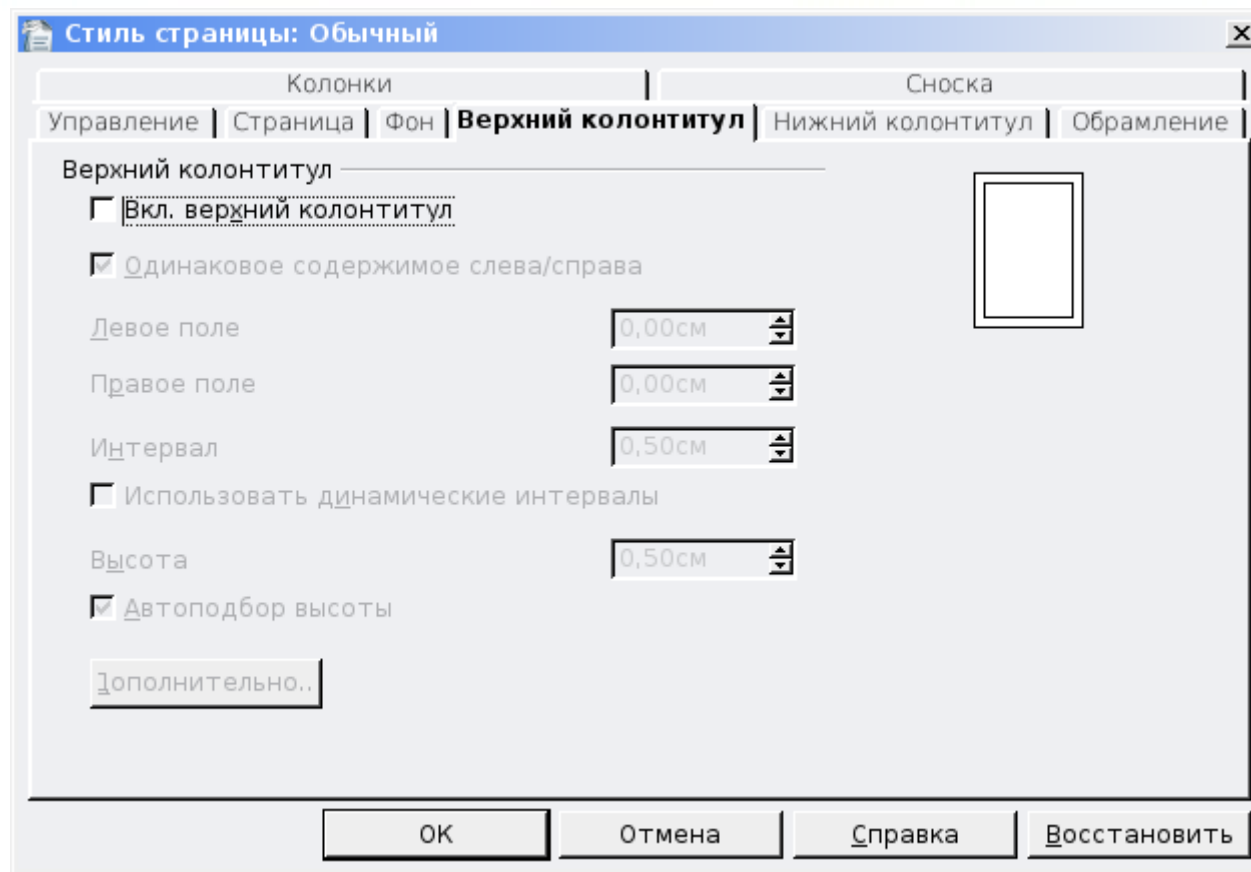 Стиль страницы: Обычный
Колонки Сноска
Управление Страница Фон Верхний колонтитул Нижний колонтитул Обрамление
Верхний колонтитул
Вкл. верхний колонтитул
Одинаковое содержимое слева/справа
Левое поле 0,00см
Правое поле 0,00см
Интервал 0,50см
Использовать динамические интервалы
Высота 0,50см
Автоподбор высоты
Дополнительно..
ОК Отмена Справка Восстановить